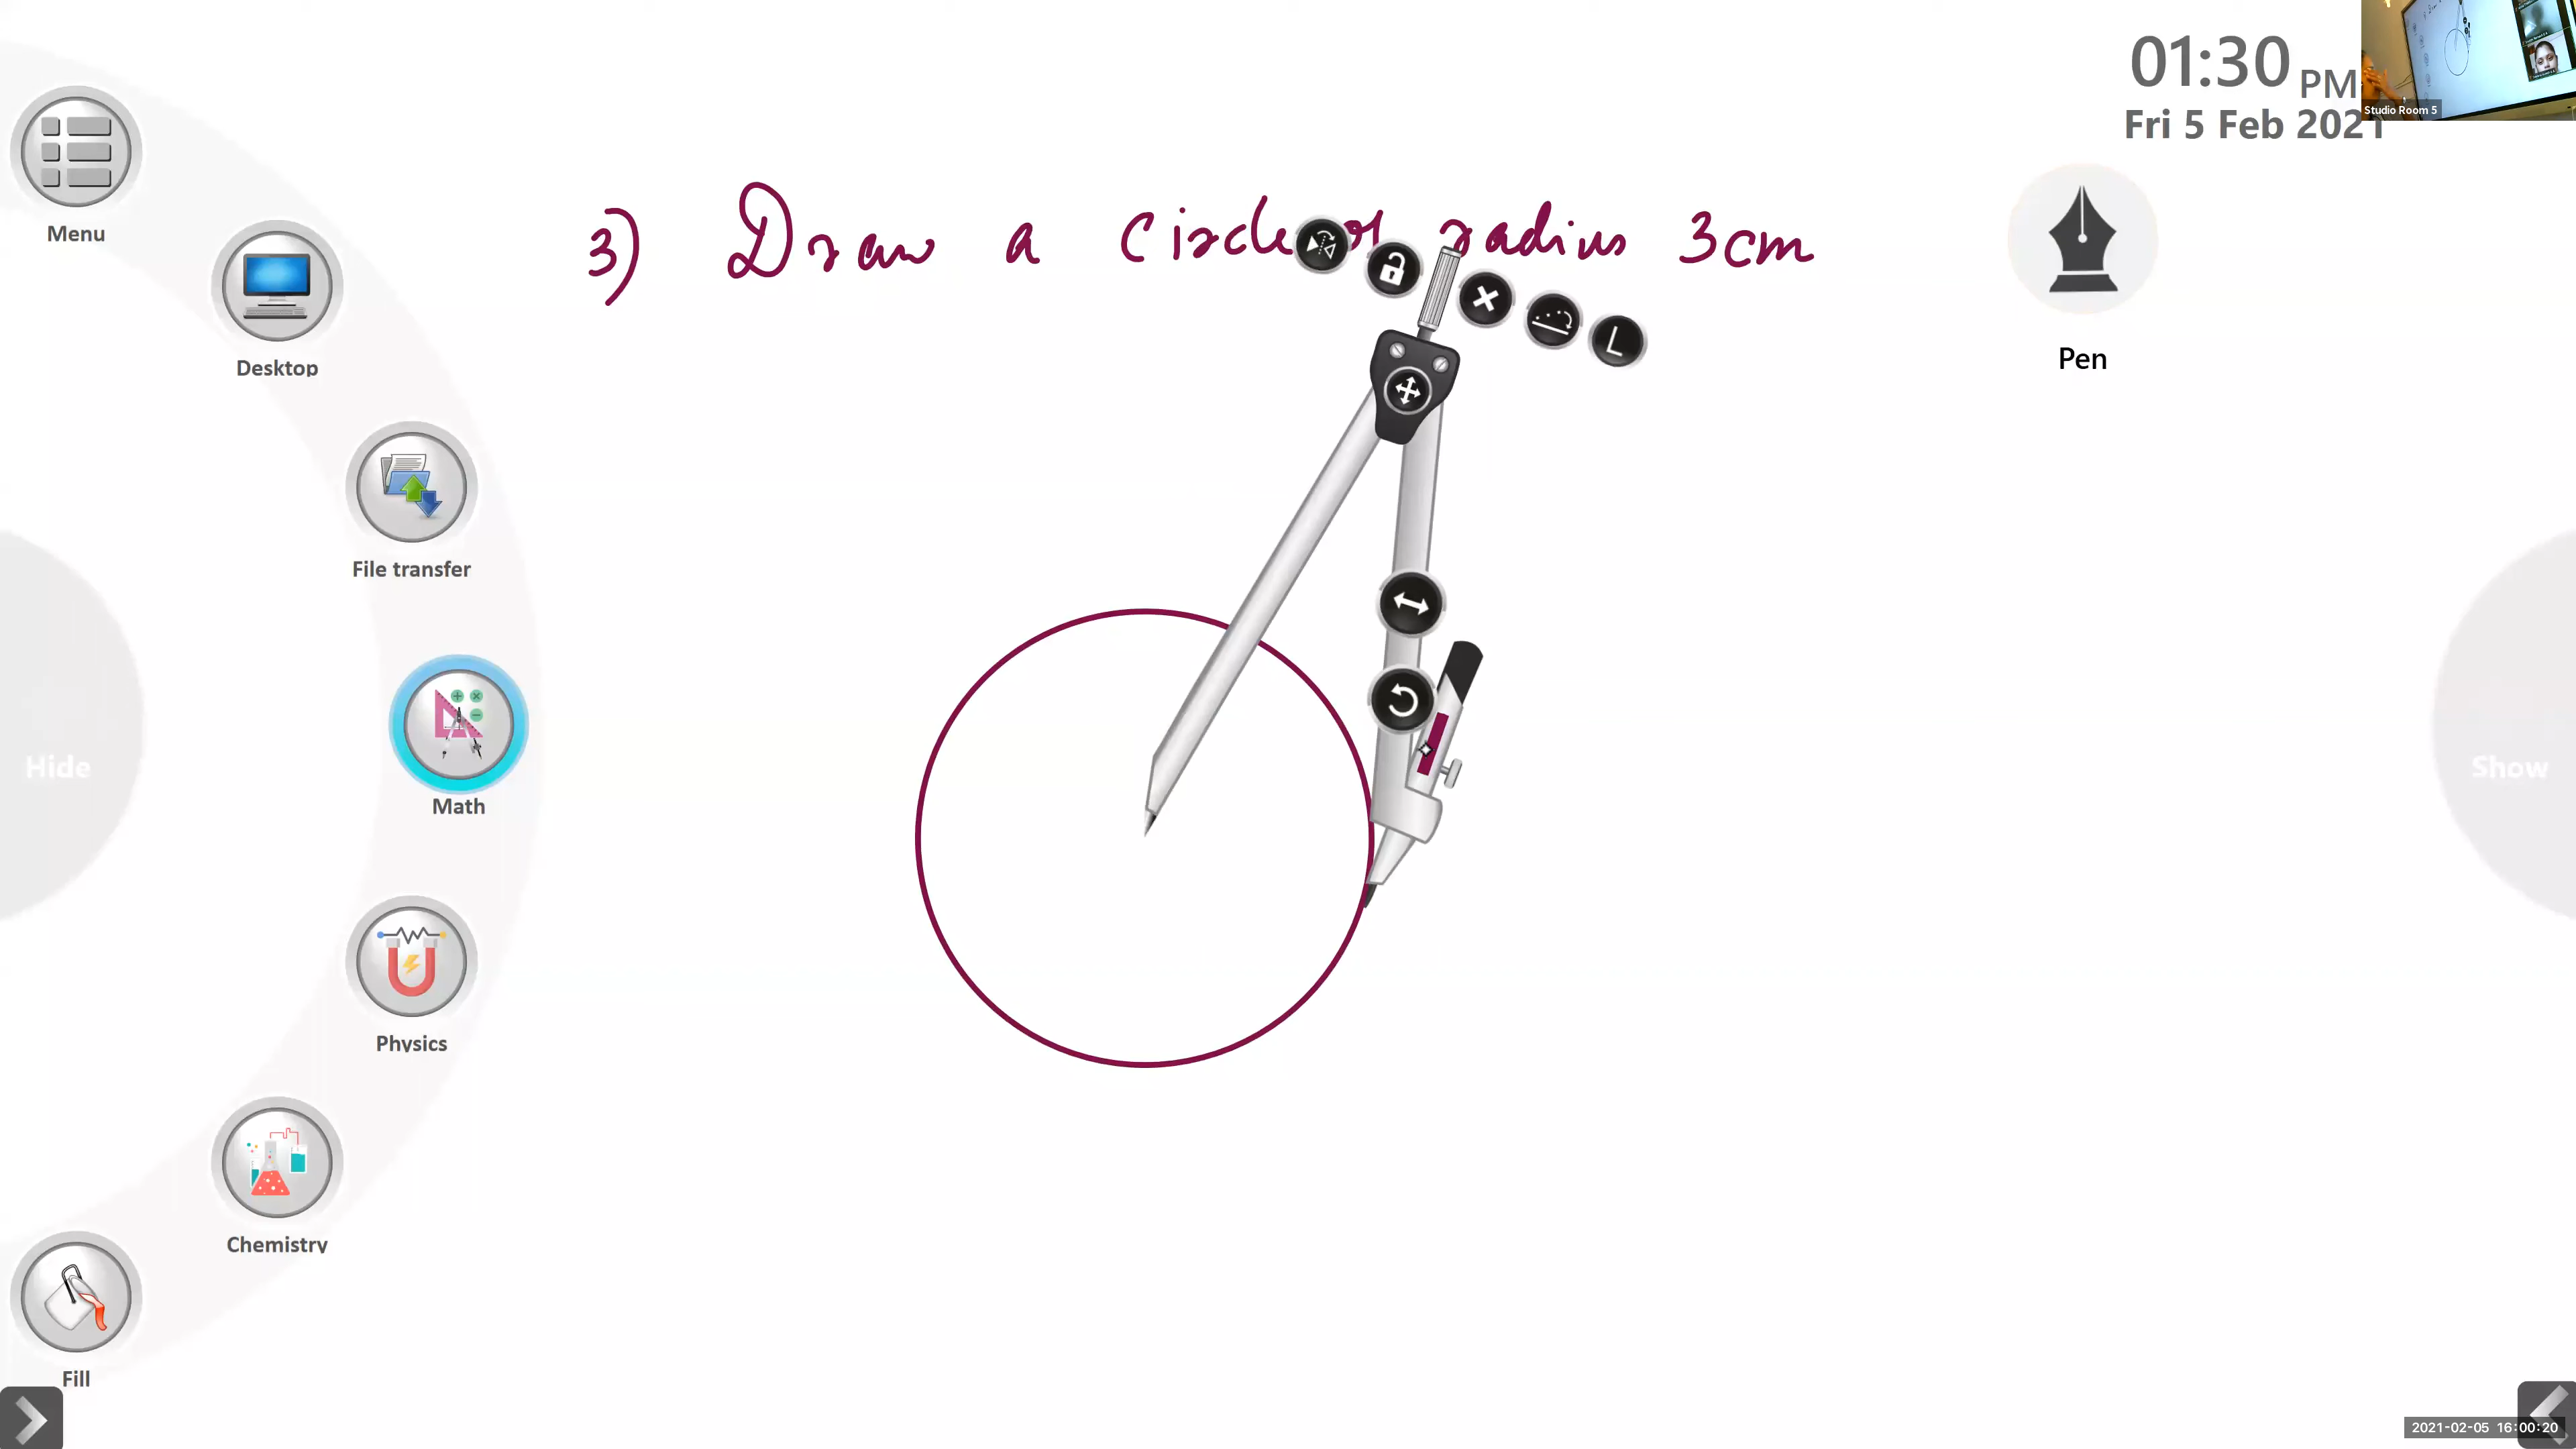 01:30 PM
Studio Room 5
Fri 5 Feb 2021
Menu
3) Draw a circle of radius 3cm
Desktop
Pen
File transfer
Hide
Math
Show
Physics
Chemistry
Fill
2021-02-05 16:00:20